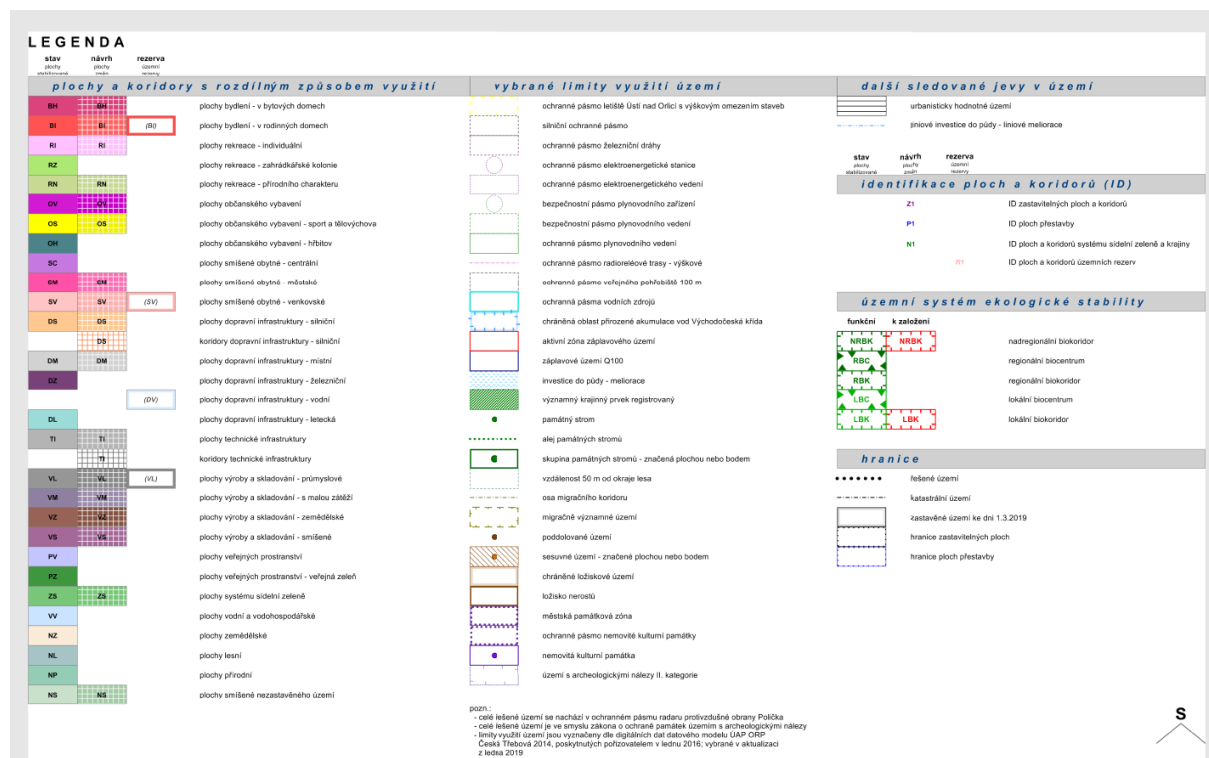 LEGENDA
stav návrh rezerva
plochy plochy územní
stabilizované změn rezervy
plochy a koridory s rozdílným způsobem využití
BH BH plochy bydlení - v bytových domech
BI BI (BI) plochy bydlení - v rodinných domech
RI RI plochy rekreace - individuální
RZ plochy rekreace - zahrádkářské kolonie
RN RN plochy rekreace - přírodního charakteru
OV OV plochy občanského vybavení
OS OS plochy občanského vybavení - sport a tělovýchova
OH plochy občanského vybavení - hřbitov
SC plochy smíšené obytné - centrální
SM SM plochy smíšené obytné - městské
SV SV (SV) plochy smíšené obytné - venkovské
DS DS plochy dopravní infrastruktury - silniční
DS koridory dopravní infrastruktury - silniční
DM DM plochy dopravní infrastruktury - místní
DZ plochy dopravní infrastruktury - železniční
(DV) plochy dopravní infrastruktury - vodní
DL plochy dopravní infrastruktury - letecká
TI TI plochy technické infrastruktury
TI koridory technické infrastruktury
VL VL (VL) plochy výroby a skladování - průmyslové
VM VM plochy výroby a skladování - s malou zátěží
VZ VZ plochy výroby a skladování - zemědělské
VS VS plochy výroby a skladování - smíšené
PV plochy veřejných prostranství
PZ plochy veřejných prostranství - veřejná zeleň
ZS ZS plochy systému sídelní zeleně
VV plochy vodní a vodohospodářské
NZ plochy zemědělské
NL plochy lesní
NP plochy přírodní
NS NS plochy smíšené nezastavěného území
vybrané limity využití území
ochranné pásmo letiště Ústí nad Orlicí s výškovým omezením staveb
silniční ochranné pásmo
ochranné pásmo železniční dráhy
ochranné pásmo elektroenergetické stanice
ochranné pásmo elektroenergetického vedení
bezpečnostní pásmo plynovodního zařízení
bezpečnostní pásmo plynovodního vedení
ochranné pásmo plynovodního vedení
ochranné pásmo radioreléové trasy - výškové
ochranné pásmo veřejného pohřebiště 100 m
ochranná pásma vodních zdrojů
chráněná oblast přirozené akumulace vod Východočeská křída
aktivní zóna záplavového území
záplavové území Q100
investice do půdy - meliorace
významný krajinný prvek registrovaný
památný strom
alej památných stromů
skupina památných stromů - značená plochou nebo bodem
vzdálenost 50 m od okraje lesa
osa migračního koridoru
migračně významné území
poddolované území
sesuvné území - značené plochou nebo bodem
chráněné ložiskové území
ložisko nerostů
městská památková zóna
ochranné pásmo nemovité kulturní památky
nemovitá kulturní památka
území s archeologickými nálezy II. kategorie
pozn.:
- celé řešené území se nachází v ochranném pásmu radaru protivzdušné obrany Polička
- celé řešené území je ve smyslu zákona o ochraně památek územím s archeologickými nálezy
- limity využití území jsou vyznačeny dle digitálních dat datového modelu ÚAP ORP
Česká Třebová 2014, poskytnutých pořizovatelem v lednu 2016; vybrané v aktualizaci
z ledna 2019
další sledované jevy v území
urbanisticky hodnotné území
liniové investice do půdy - liniové meliorace
stav návrh rezerva
plochy plochy územní
stabilizované změn rezervy
identifikace ploch a koridorů (ID)
Z1 ID zastavitelných ploch a koridorů
P1 ID ploch přestavby
N1 ID ploch a koridorů systému sídelní zeleně a krajiny
R1 ID ploch a koridorů územních rezerv
územní systém ekologické stability
funkční k založení
NRBK NRBK nadregionální biokoridor
RBC regionální biocentrum
RBK regionální biokoridor
LBC lokální biocentrum
LBK LBK lokální biokoridor
hranice
řešené území
katastrální území
zastavěné území ke dni 1.3.2019
hranice zastavitelných ploch
hranice ploch přestavby
S